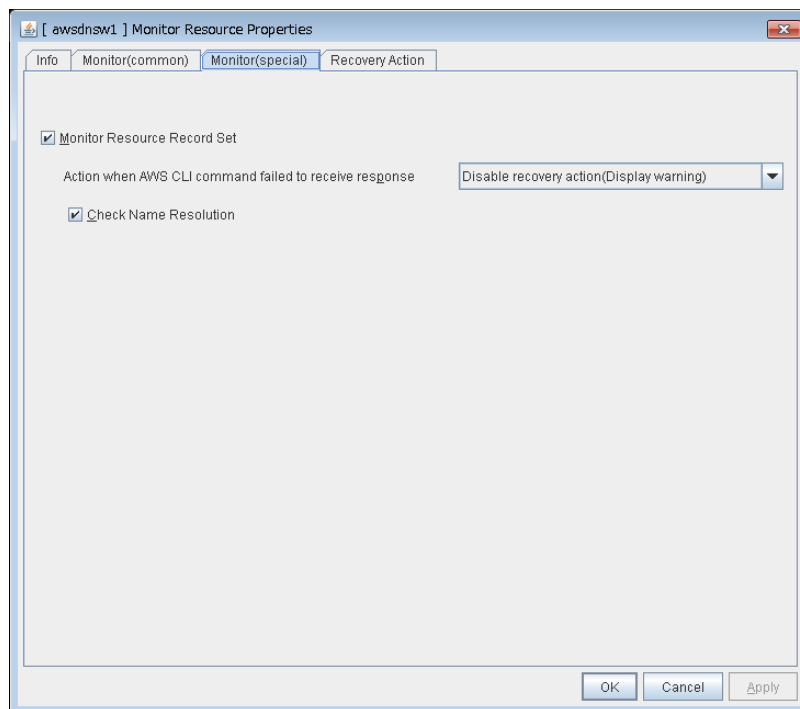 [ awsdnsw1 ] Monitor Resource Properties
Info Monitor(common) Monitor(special) Recovery Action
Monitor Resource Record Set
Action when AWS CLI command failed to receive response Disable recovery action(Display warning)
Check Name Resolution
OK Cancel Apply